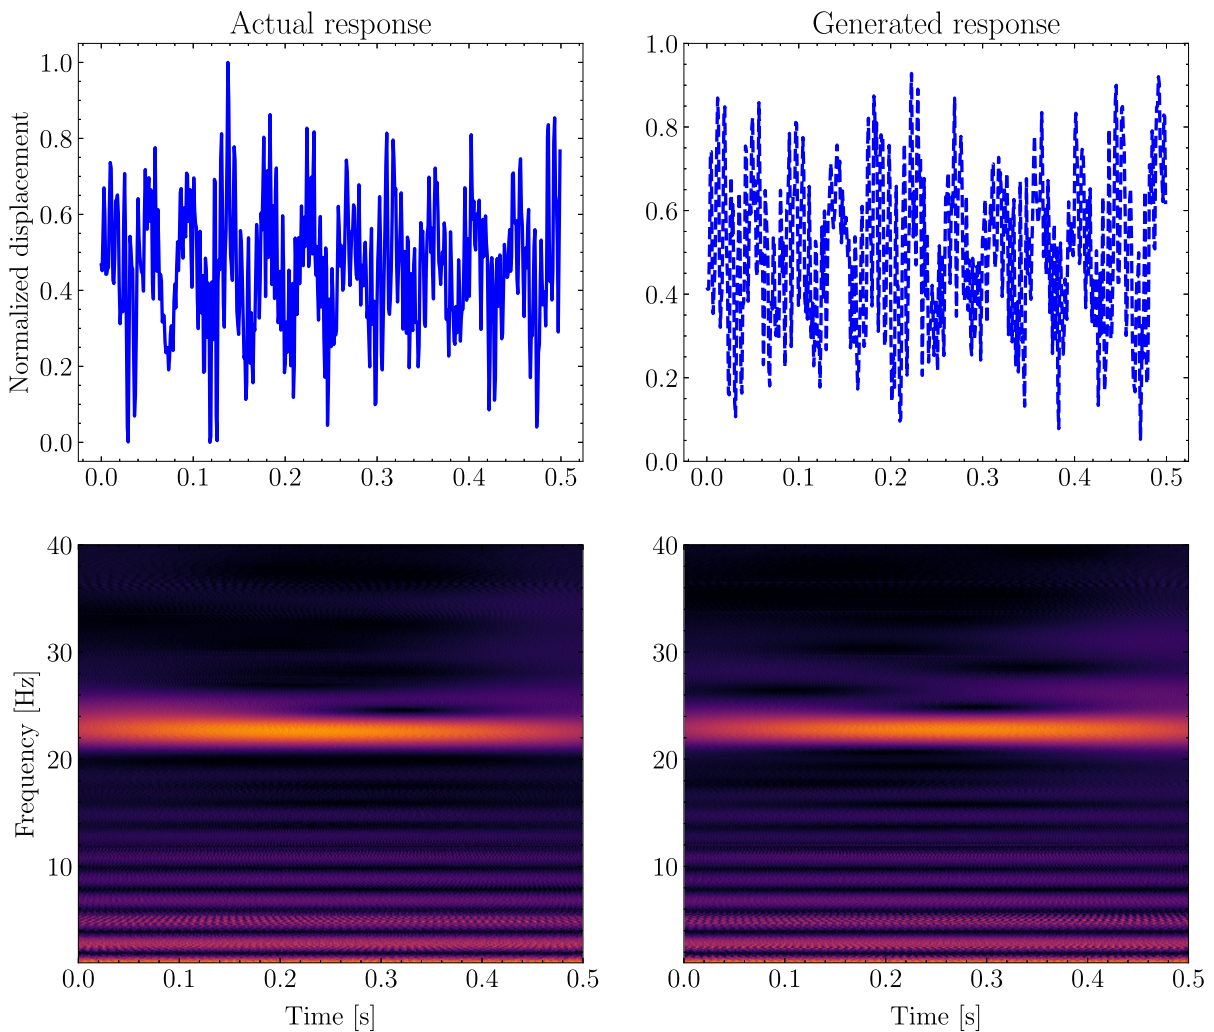 Actual response
Generated response
Normalized displacement
1.0
0.8
0.6
0.4
0.2
0.0
0.0 0.1 0.2 0.3 0.4 0.5
1.0
0.8
0.6
0.4
0.2
0.0
0.0 0.1 0.2 0.3 0.4 0.5
Frequency [Hz]
40
30
20
10
0.0 0.1 0.2 0.3 0.4 0.5
Time [s]
40
30
20
10
0.0 0.1 0.2 0.3 0.4 0.5
Time [s]